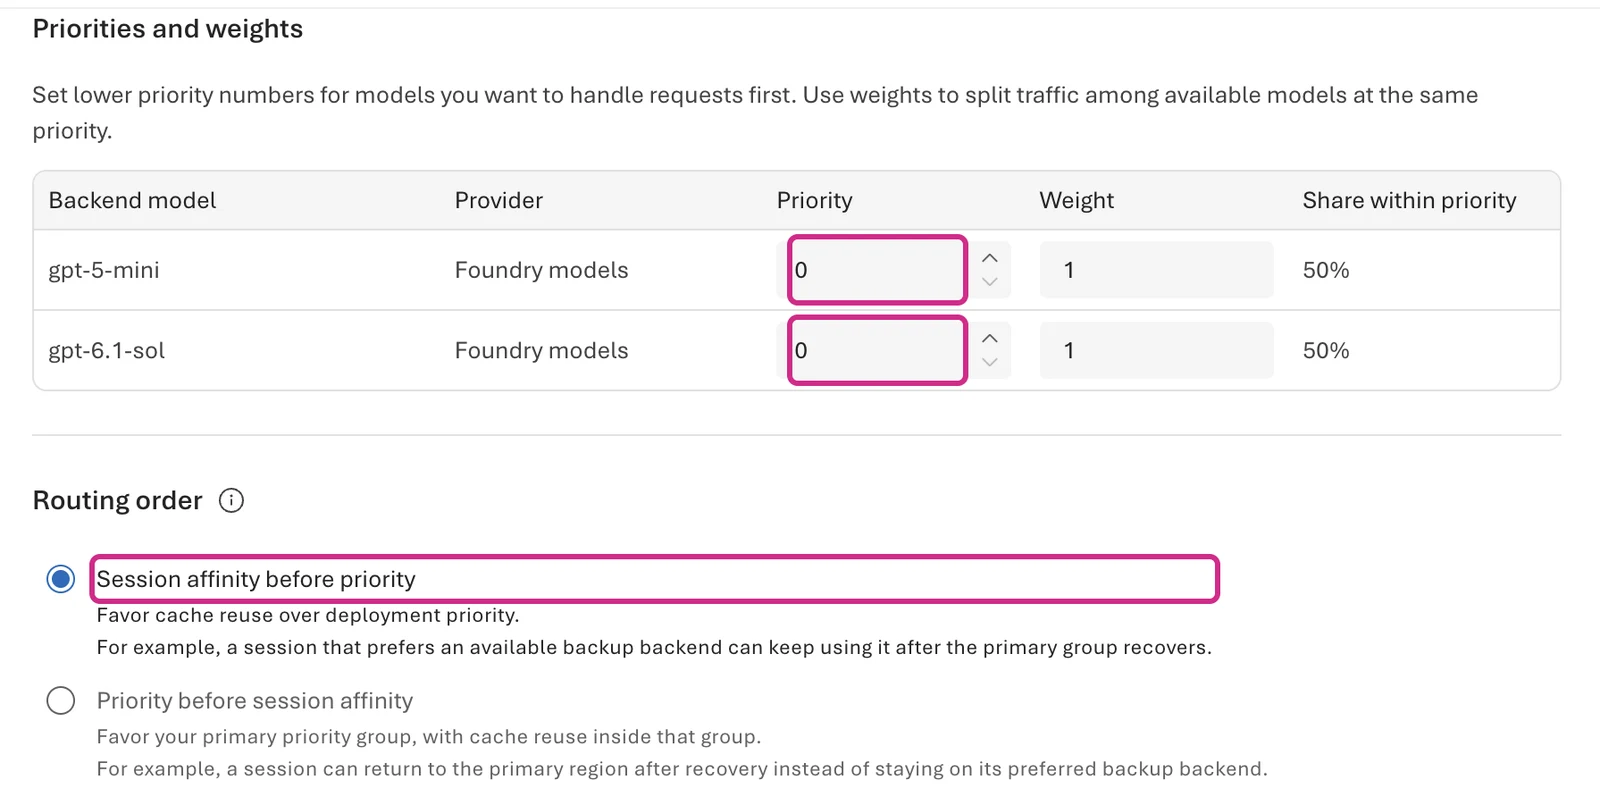 Priorities and weights
Set lower priority numbers for models you want to handle requests first. Use weights to split traffic among available models at the same
priority.
Backend model Provider Priority Weight Share within priority
gpt-5-mini Foundry models 0 1 50%
gpt-6.1-sol Foundry models 0 1 50%
Routing order
Session affinity before priority
Favor cache reuse over deployment priority.
For example, a session that prefers an available backup backend can keep using it after the primary group recovers.
Priority before session affinity
Favor your primary priority group, with cache reuse inside that group.
For example, a session can return to the primary region after recovery instead of staying on its preferred backup backend.